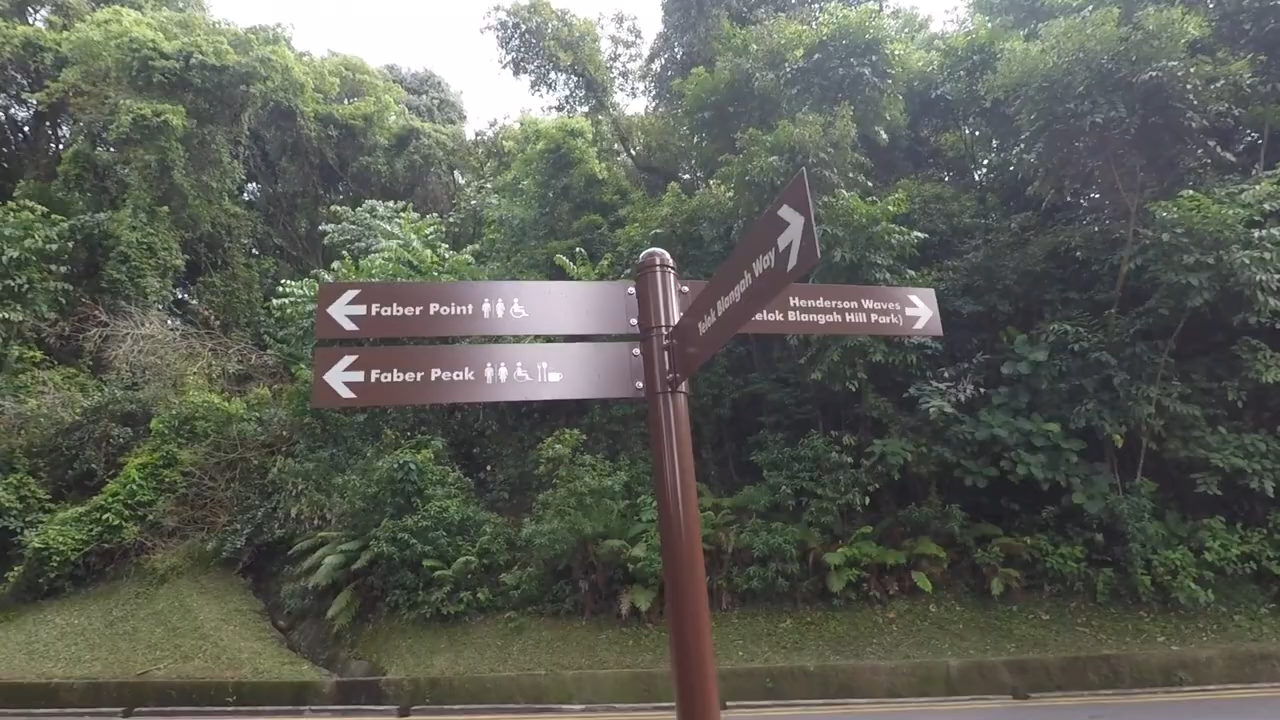 Faber Point
Faber Peak
Telok Blangah Way
Henderson Waves
elok Blangah Hill Park)